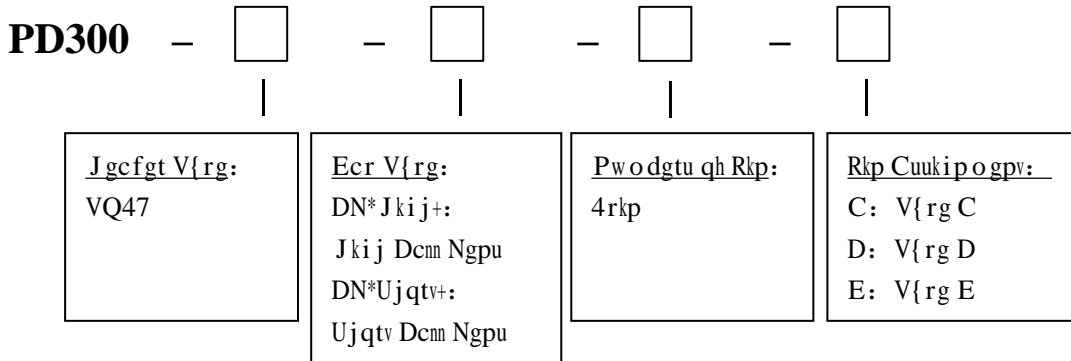 PD300 – □ – □ – □ – □
Jgcfgt V{rg：
VQ47
Ecr V{rg：
DN*Jkij+：
Jkij Dcnn Ngpu
DN*Ujqtv+：
Ujqtv Dcnn Ngpu
Pwodgtu qh Rkp：
4rkp
Rkp Cuukipogpv：
C：V{rg C
D：V{rg D
E：V{rg E